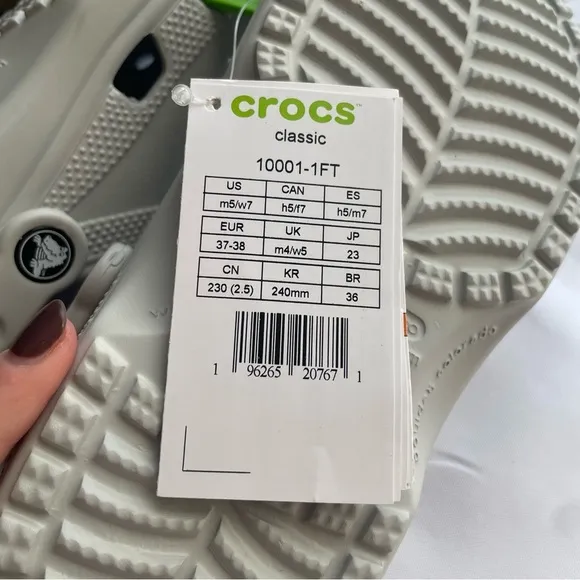 crocs™
classic
10001-1FT
US CAN ES
m5/w7 h5/f7 h5/m7
EUR UK JP
37-38 m4/w5 23
CN KR BR
230 (2.5) 240mm 36
1 96265 20767 1